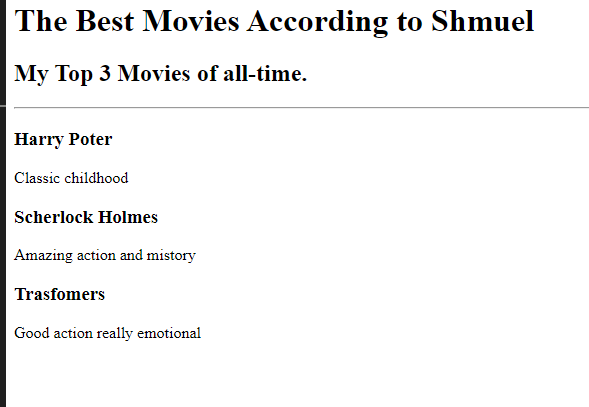 The Best Movies According to Shmuel
My Top 3 Movies of all-time.
Harry Poter
Classic childhood
Scherlock Holmes
Amazing action and mistory
Trasfomers
Good action really emotional